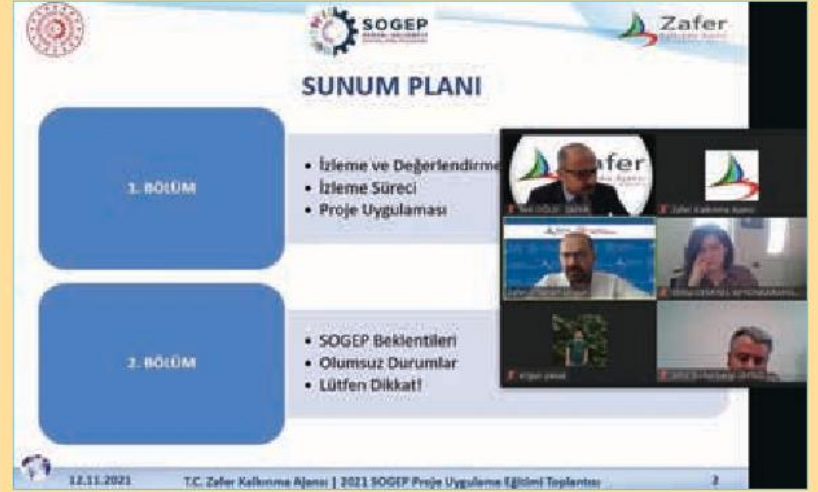 SOGEP
Zafer
SUNUM PLANI
1. BÖLÜM
• İzleme ve Değerlendirme
• İzleme Süreci
• Proje Uygulaması
2. BÖLÜM
• SOGEP Beklentileri
• Olumsuz Durumlar
• Lütfen Dikkat!
Zafer Kalkınma Ajansı
12.11.2021
T.C. Zafer Kalkınma Ajansı | 2021 SOGEP Proje Uygulama Eğitimi Toplantısı
2